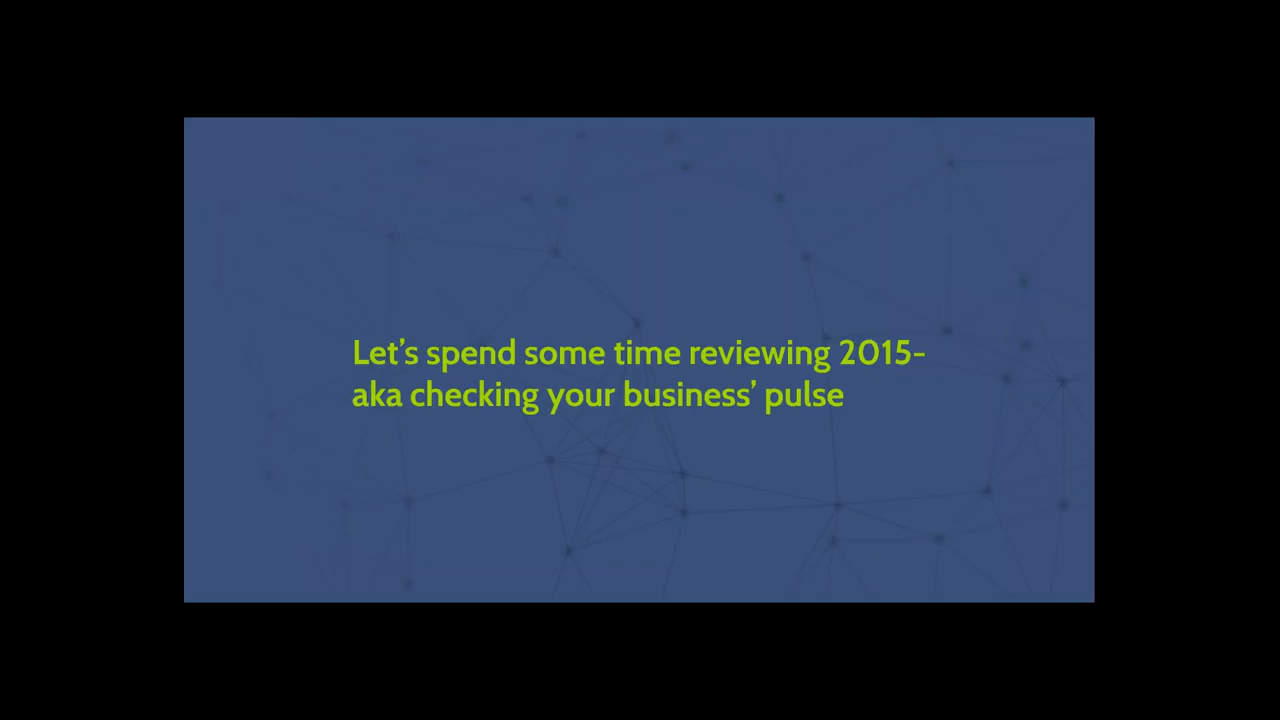 Let’s spend some time reviewing 2015-
aka checking your business’ pulse